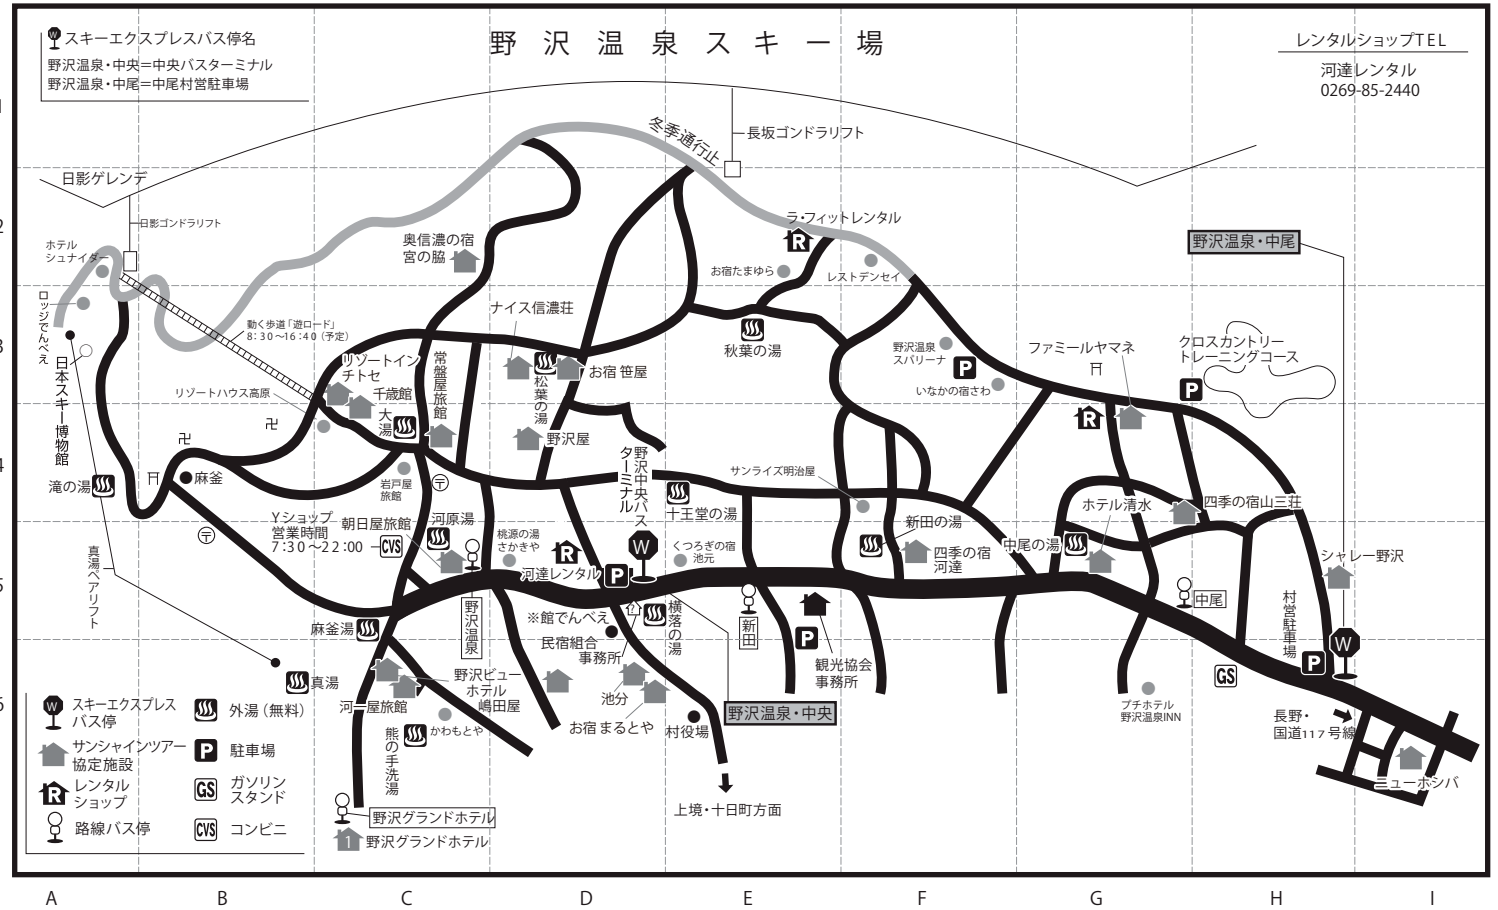 スキーエクスプレスバス停名
野沢温泉・中央=中央バスターミナル
野沢温泉・中尾=中尾村営駐車場
野沢温泉スキー場
レンタルショップTEL
河達レンタル
0269-85-2440
1
冬季通行止
長坂ゴンドラリフト
日影ゲレンデ
日影ゴンドラリフト
2
ホテル
シュナイダー
奥信濃の宿
宮の脇
ラ・フィットレンタル
R
お宿たまゆら
レストデンセイ
野沢温泉・中尾
ロッヂでんべえ
ナイス信濃荘
動く歩道「遊ロード」
8:30〜16:40(予定)
3
日本スキー博物館
リゾートイン
チトセ
千歳館
常盤屋旅館
松葉の湯
お宿 笹屋
秋葉の湯
野沢温泉
スパリーナ
P
いなかの宿さわ
ファミールヤマネ
クロスカントリー
トレーニングコース
P
リゾートハウス高原
大湯
野沢屋
R
卍
卍
4
滝の湯
麻釜
岩戸屋
旅館
〒
野沢中央バス
ターミナル
サンライズ明治屋
十王堂の湯
ホテル清水
四季の宿山三荘
〒
Yショップ
営業時間
7:30〜22:00
CVS
朝日屋旅館
河原湯
桃源の湯
さかきや
R
河達レンタル
P
W
くつろぎの宿
池元
新田の湯
四季の宿
河達
中尾の湯
シャレー野沢
5
真湯ペアリフト
麻釜湯
野沢温泉
※館でんべえ
民宿組合
事務所
?
横落の湯
新田
P
観光協会
事務所
中尾
村営駐車場
P
W
GS
真湯
野沢ビュー
ホテル
嶋田屋
河一屋旅館
かわもとや
熊の手洗湯
池分
お宿 まるとや
村役場
野沢温泉・中央
プチホテル
野沢温泉INN
長野・
国道117号線
ニューホシバ
上境・十日町方面
野沢グランドホテル
1
野沢グランドホテル
W
スキーエクスプレス
バス停
外湯(無料)
サンシャインツアー
協定施設
P
駐車場
R
レンタル
ショップ
GS
ガソリン
スタンド
路線バス停
CVS
コンビニ
A
B
C
D
E
F
G
H
I